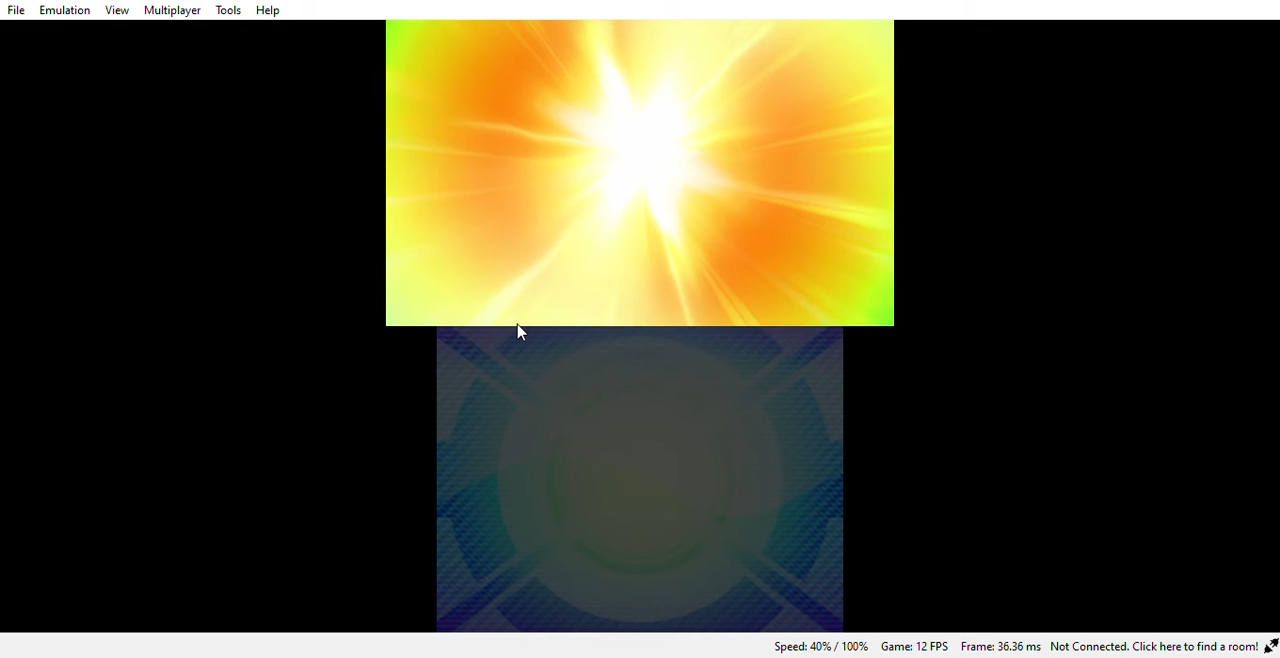 File Emulation View Multiplayer Tools Help
Speed: 40% / 100% Game: 12 FPS Frame: 36.36 ms Not Connected. Click here to find a room!